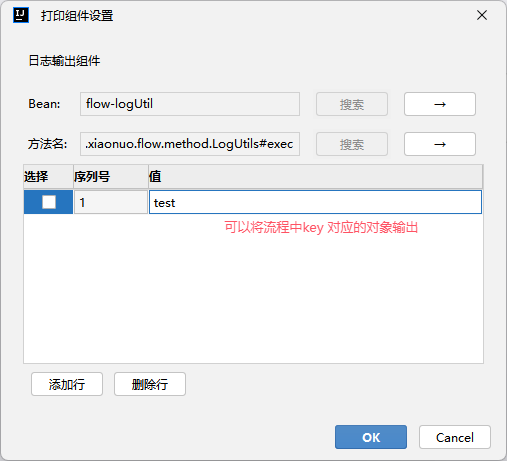 IJ 打印组件设置
日志输出组件
Bean: flow-logUtil 搜索 →
方法名: .xiaonuo.flow.method.LogUtils#exec 搜索 →
选择 序列号 值
1 test
可以将流程中key 对应的对象输出
添加行 删除行
OK Cancel